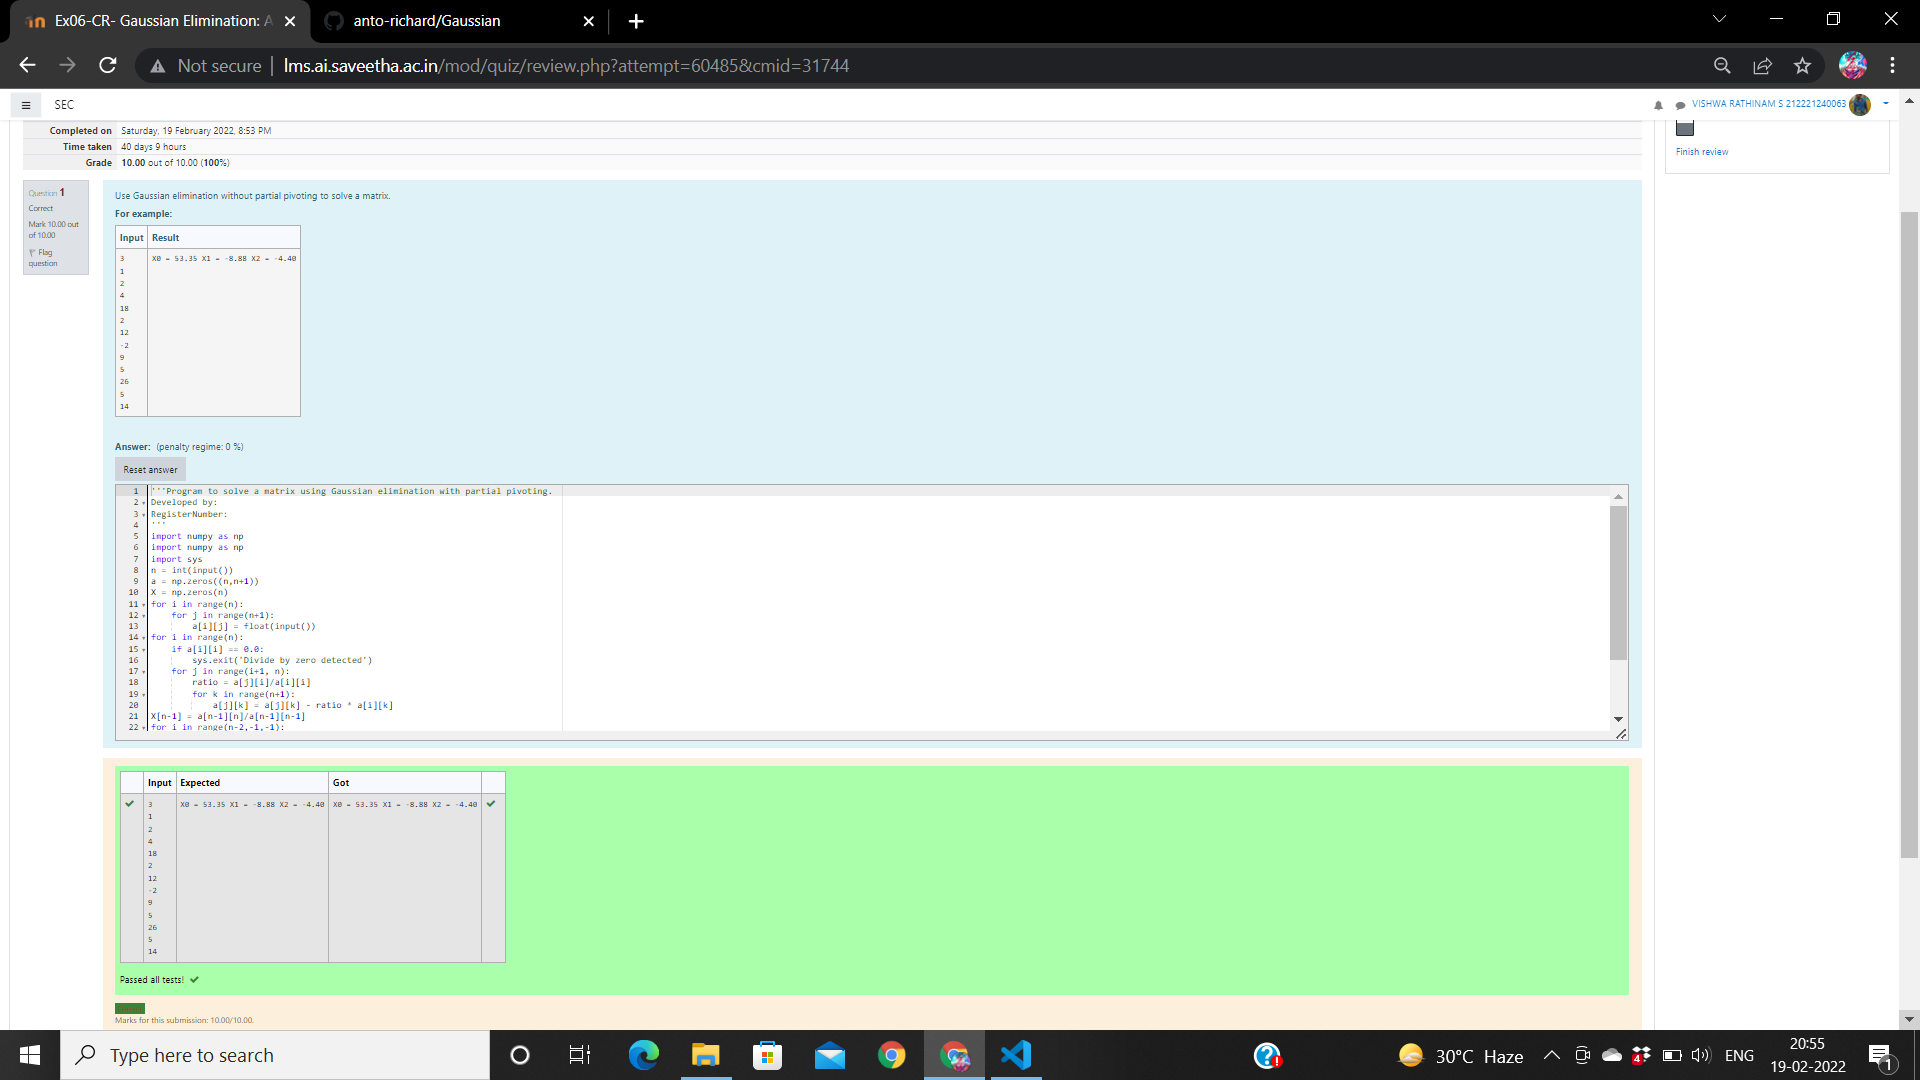 Ex06-CR- Gaussian Elimination: A
anto-richard/Gaussian
Not secure | lms.ai.saveetha.ac.in/mod/quiz/review.php?attempt=60485&cmid=31744
SEC
VISHWA RATHINAM S 212221240063
Completed on Saturday, 19 February 2022, 8:53 PM
Time taken 40 days 9 hours
Grade 10.00 out of 10.00 (100%)
Finish review
Question 1
Correct
Mark 10.00 out
of 10.00
Flag
question
Use Gaussian elimination without partial pivoting to solve a matrix.
For example:
Input Result
3 X0 = 53.35 X1 = -8.88 X2 = -4.40
1
2
4
18
2
12
-2
9
5
26
5
14
Answer: (penalty regime: 0 %)
Reset answer
1 '''Program to solve a matrix using Gaussian elimination with partial pivoting.
2 Developed by:
3 RegisterNumber:
4 '''
5 import numpy as np
6 import numpy as np
7 import sys
8 n = int(input())
9 a = np.zeros((n,n+1))
10 X = np.zeros(n)
11 for i in range(n):
12 for j in range(n+1):
13 a[i][j] = float(input())
14 for i in range(n):
15 if a[i][i] == 0.0:
16 sys.exit('Divide by zero detected')
17 for j in range(i+1, n):
18 ratio = a[j][i]/a[i][i]
19 for k in range(n+1):
20 a[j][k] = a[j][k] - ratio * a[i][k]
21 X[n-1] = a[n-1][n]/a[n-1][n-1]
22 for i in range(n-2,-1,-1):
Input Expected Got
3 X0 = 53.35 X1 = -8.88 X2 = -4.40 X0 = 53.35 X1 = -8.88 X2 = -4.40
1
2
4
18
2
12
-2
9
5
26
5
14
Passed all tests!
Marks for this submission: 10.00/10.00.
Type here to search
4
30°C Haze
ENG
20:55
19-02-2022
1